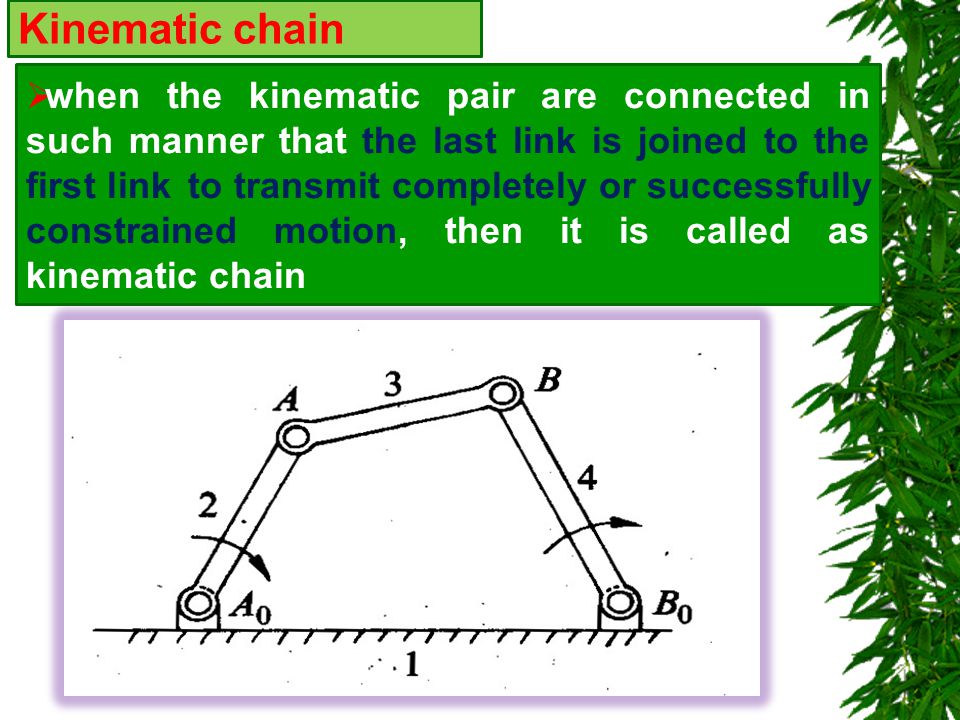 Kinematic chain
➢when the kinematic pair are connected in
such manner that the last link is joined to the
first link to transmit completely or successfully
constrained motion, then it is called as
kinematic chain
3
B
A
4
2
A₀
B₀
1